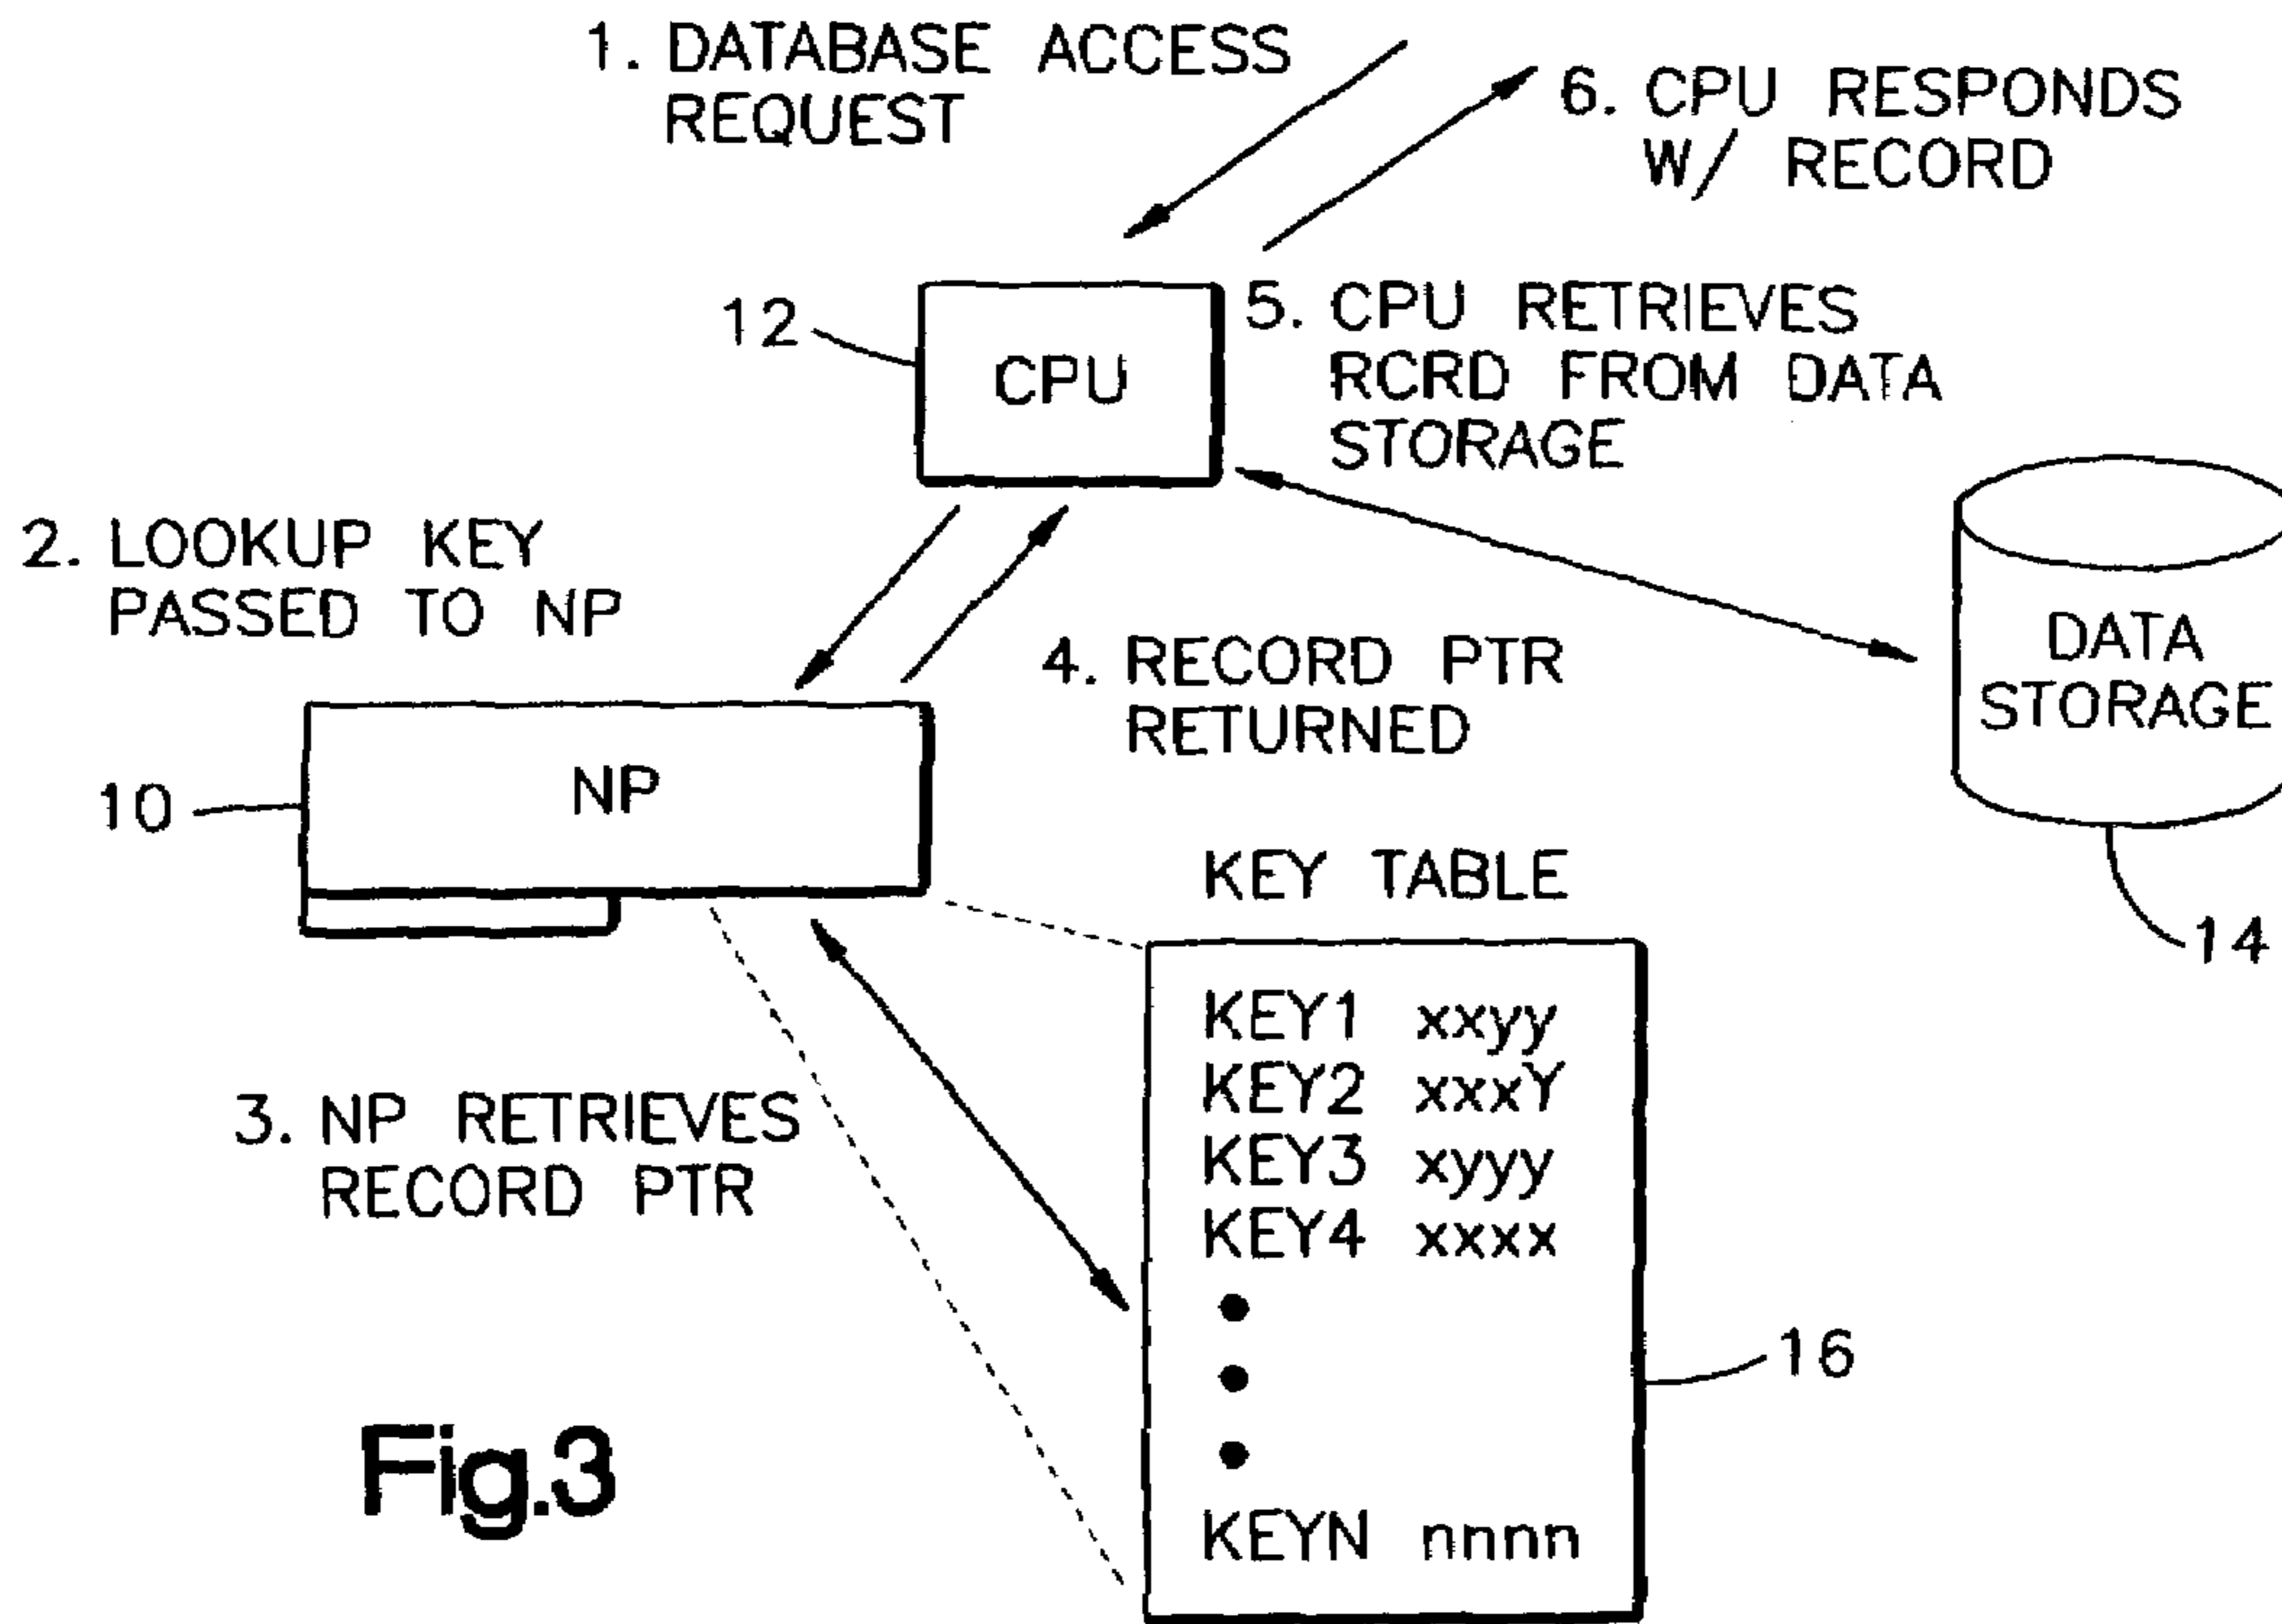 1. DATABASE ACCESS
REQUEST
6. CPU RESPONDS
W/ RECORD
12
CPU
5. CPU RETRIEVES
RCRD FROM DATA
STORAGE
2. LOOKUP KEY
PASSED TO NP
4. RECORD PTR
RETURNED
DATA
STORAGE
10
NP
14
KEY TABLE
KEY1 xxyy
KEY2 xxxY
KEY3 xyyy
KEY4 xxxx
KEYN nnnn
3. NP RETRIEVES
RECORD PTR
16
Fig.3